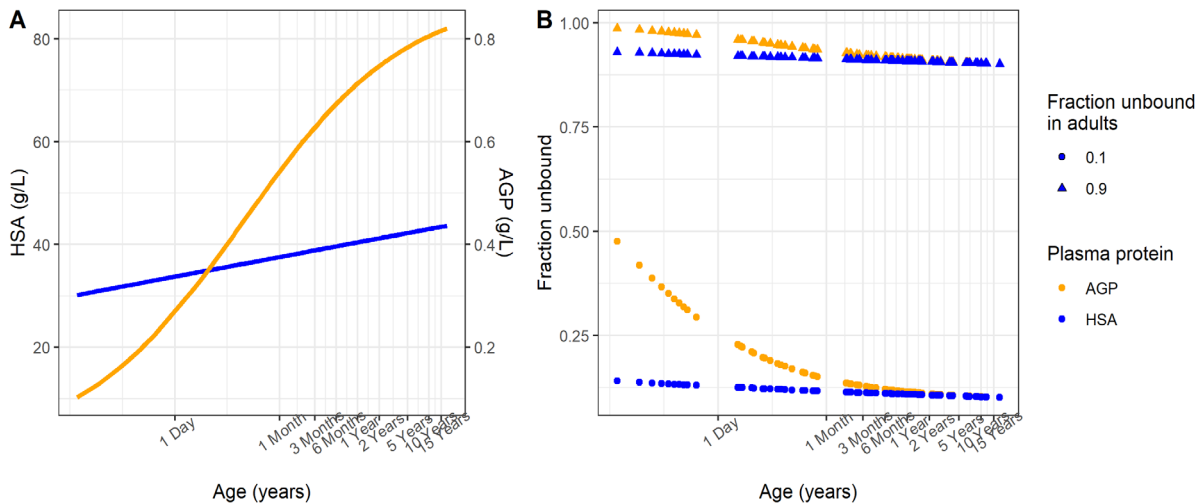 A
HSA (g/L)
80
60
40
20
0.8
0.6
0.4
0.2
AGP (g/L)
1 Day
1 Month
3 Months
6 Months
1 Year
2 Years
5 Years
10 Years
15 Years
Age (years)
B
Fraction unbound
1.00
0.75
0.50
0.25
1 Day
1 Month
3 Months
6 Months
1 Year
2 Years
5 Years
10 Years
15 Years
Age (years)
Fraction unbound
in adults
0.1
0.9
Plasma protein
AGP
HSA